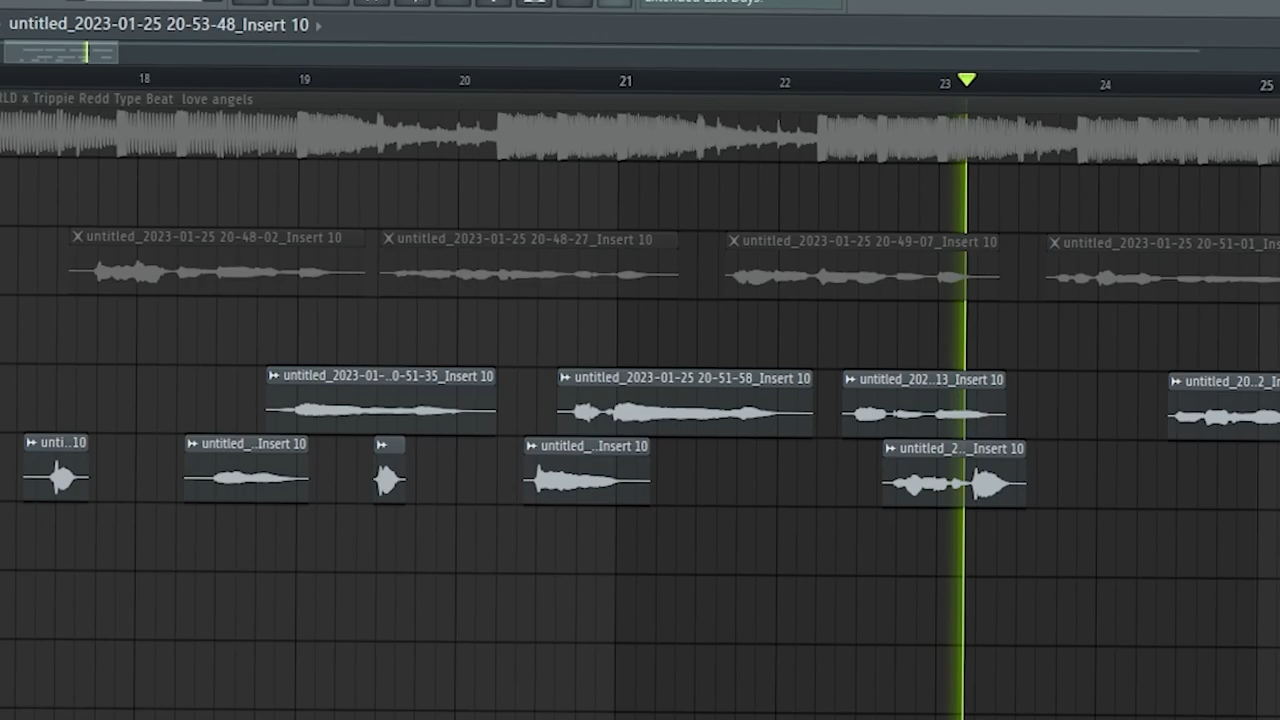 untitled_2023-01-25 20-53-48_Insert 10
18 19 20 21 22 23 24 25
x Trippie Redd Type Beat love angels
untitled_2023-01-25 20-48-02_Insert 10
untitled_2023-01-25 20-48-27_Insert 10
untitled_2023-01-25 20-49-07_Insert 10
untitled_2023-01-25 20-51-01_Ins
untitled_2023-01-..0-51-35_Insert 10
untitled_2023-01-25 20-51-58_Insert 10
untitled_202..13_Insert 10
untitled_20..2_I
unti..10
untitled_..Insert 10
untitled_..Insert 10
untitled_2.._Insert 10